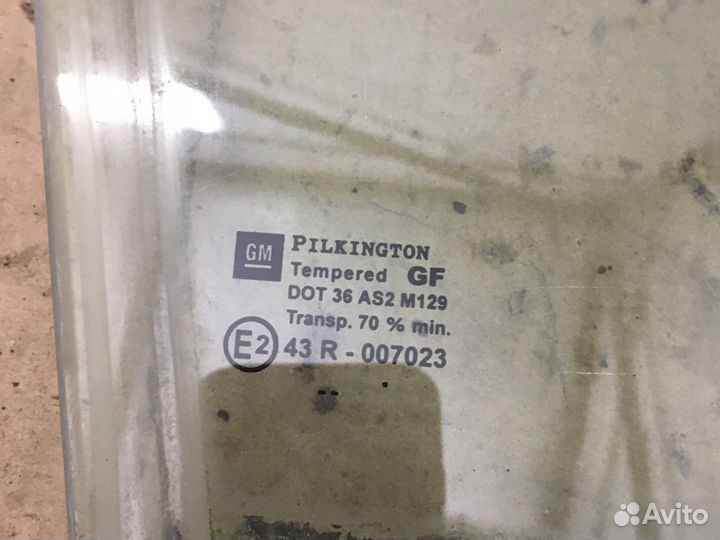 GM PILKINGTON
Tempered GF
DOT 36 AS2 M129
Transp. 70 % min.
E2 43 R - 007023
Avito